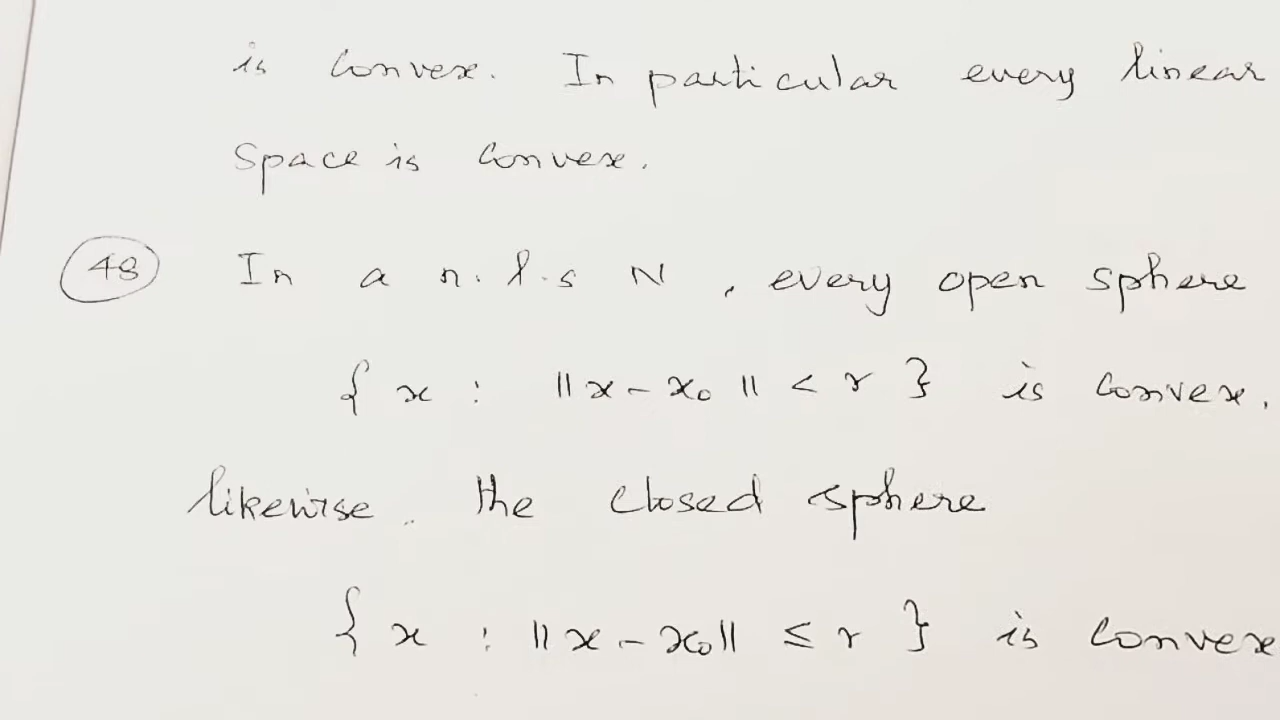 is convex. In particular every linear
space is convex.
48 In a n.l.s N, every open sphere
{ x : ||x - x₀|| < r } is convex.
likewise the closed sphere
{ x : ||x - x₀|| ≤ r } is convex